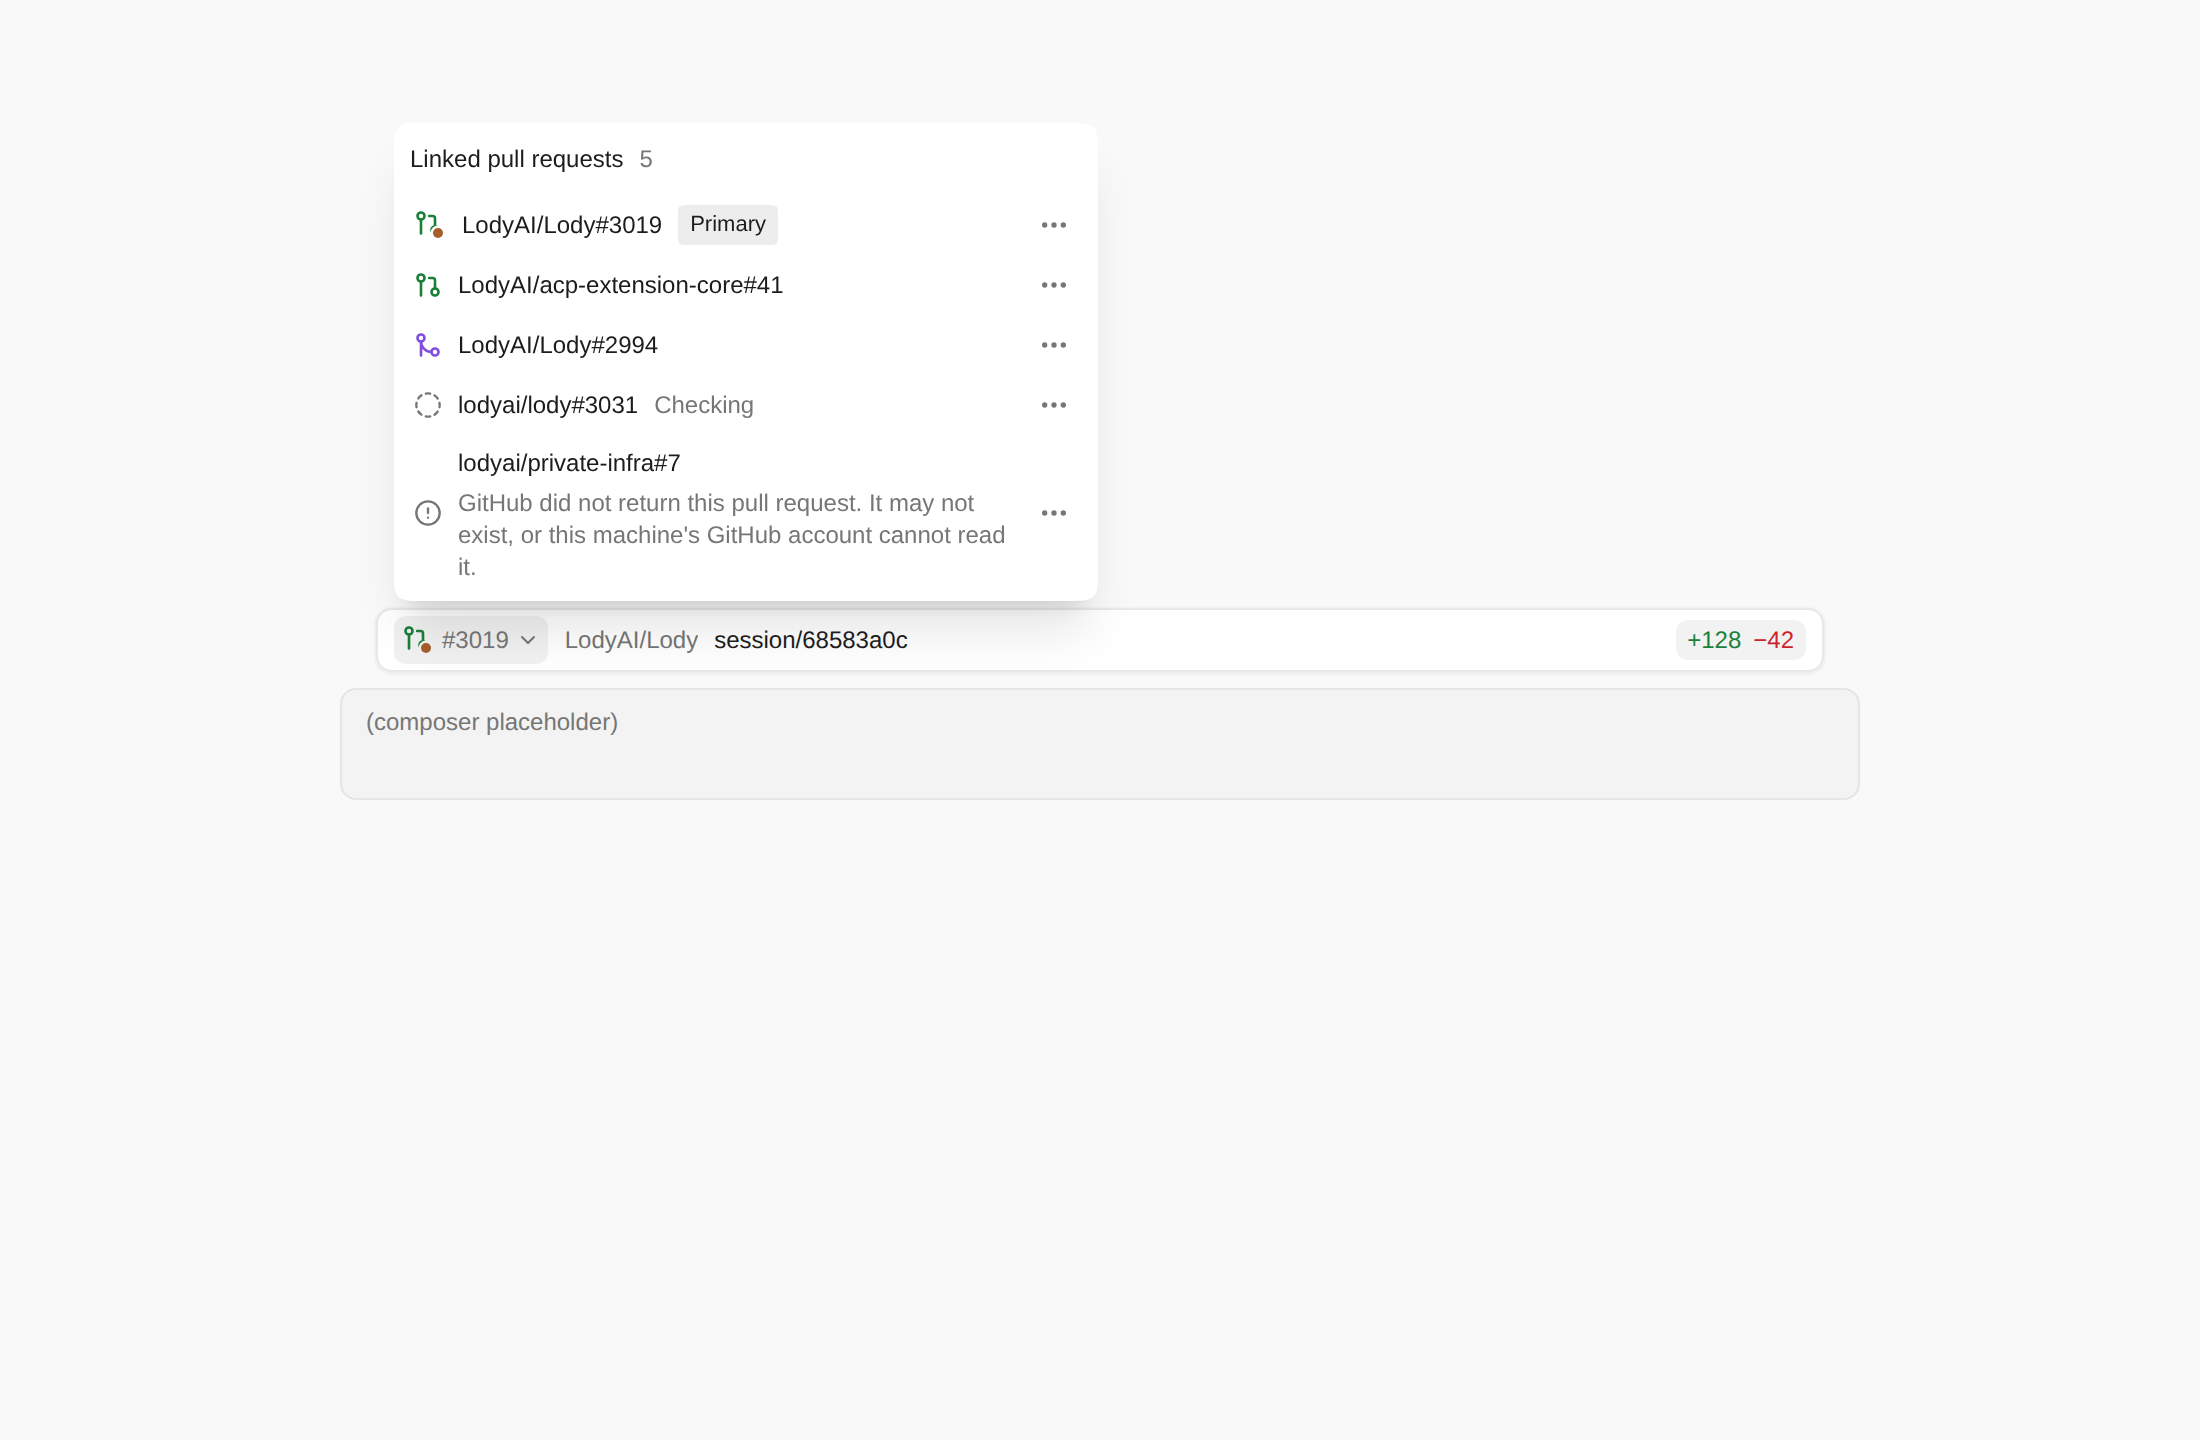 Linked pull requests 5
LodyAI/Lody#3019 Primary
LodyAI/acp-extension-core#41
LodyAI/Lody#2994
lodyai/lody#3031 Checking
lodyai/private-infra#7
GitHub did not return this pull request. It may not
exist, or this machine's GitHub account cannot read
it.
#3019 LodyAI/Lody session/68583a0c +128 −42
(composer placeholder)